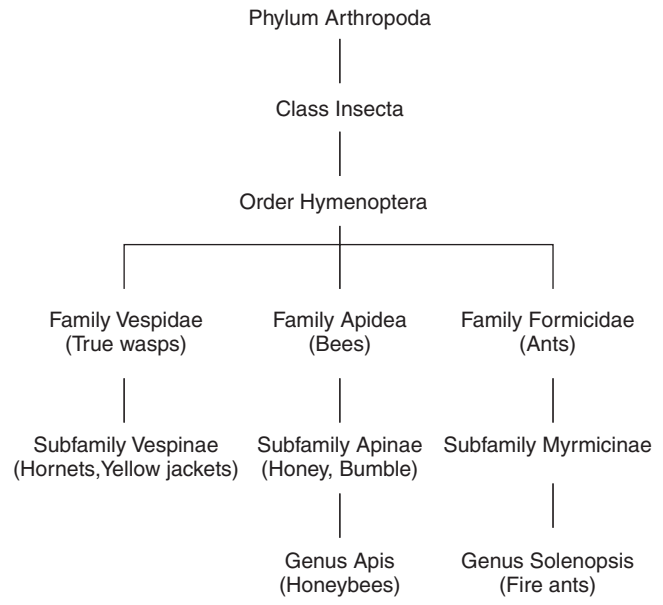 Phylum Arthropoda
Class Insecta
Order Hymenoptera
Family Vespidae
(True wasps)
Family Apidea
(Bees)
Family Formicidae
(Ants)
Subfamily Vespinae
(Hornets,Yellow jackets)
Subfamily Apinae
(Honey, Bumble)
Subfamily Myrmicinae
Genus Apis
(Honeybees)
Genus Solenopsis
(Fire ants)